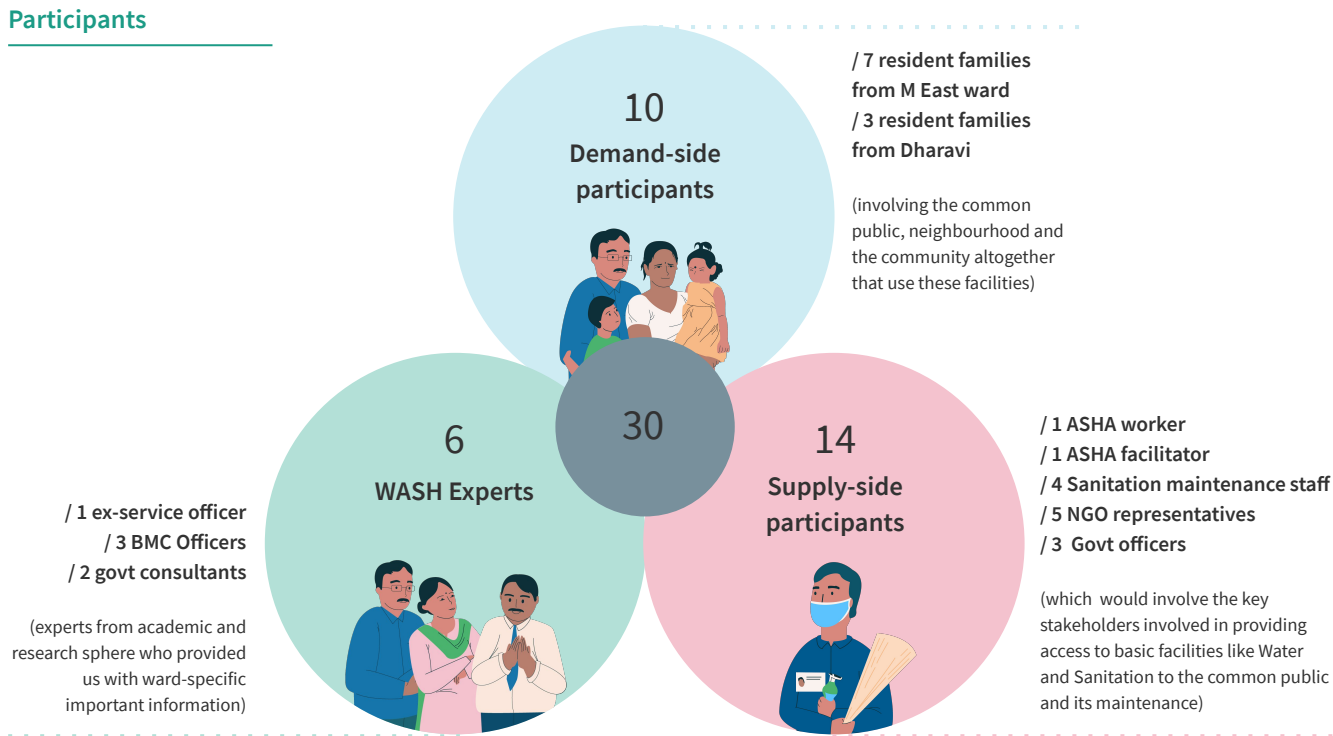 Participants
10
Demand-side
participants
/ 7 resident families
from M East ward
/ 3 resident families
from Dharavi
(involving the common
public, neighbourhood and
the community altogether
that use these facilities)
30
6
WASH Experts
/ 1 ex-service officer
/ 3 BMC Officers
/ 2 govt consultants
(experts from academic and
research sphere who provided
us with ward-specific
important information)
14
Supply-side
participants
/ 1 ASHA worker
/ 1 ASHA facilitator
/ 4 Sanitation maintenance staff
/ 5 NGO representatives
/ 3 Govt officers
(which would involve the key
stakeholders involved in providing
access to basic facilities like Water
and Sanitation to the common public
and its maintenance)